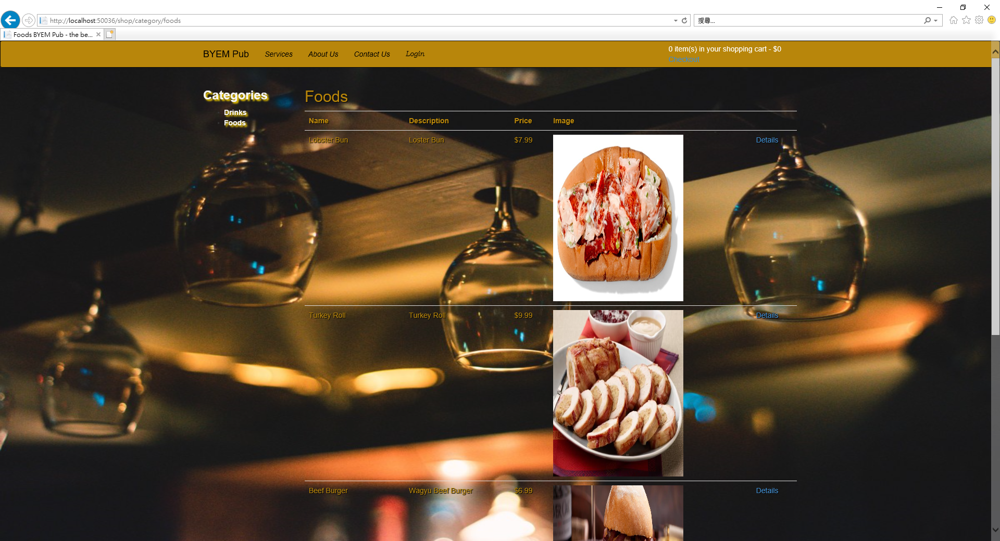 http://localhost:50036/shop/category/foods
搜尋...
Foods BYEM Pub - the be...
BYEM Pub Services About Us Contact Us Login
0 item(s) in your shopping cart - $0
Checkout
Categories
Drinks
Foods
Foods
Name Description Price Image
Lobster Bun Loster Bun $7.99 Details
Turkey Roll Turkey Roll $9.99 Details
Beef Burger Wagyu Beef Burger $6.99 Details